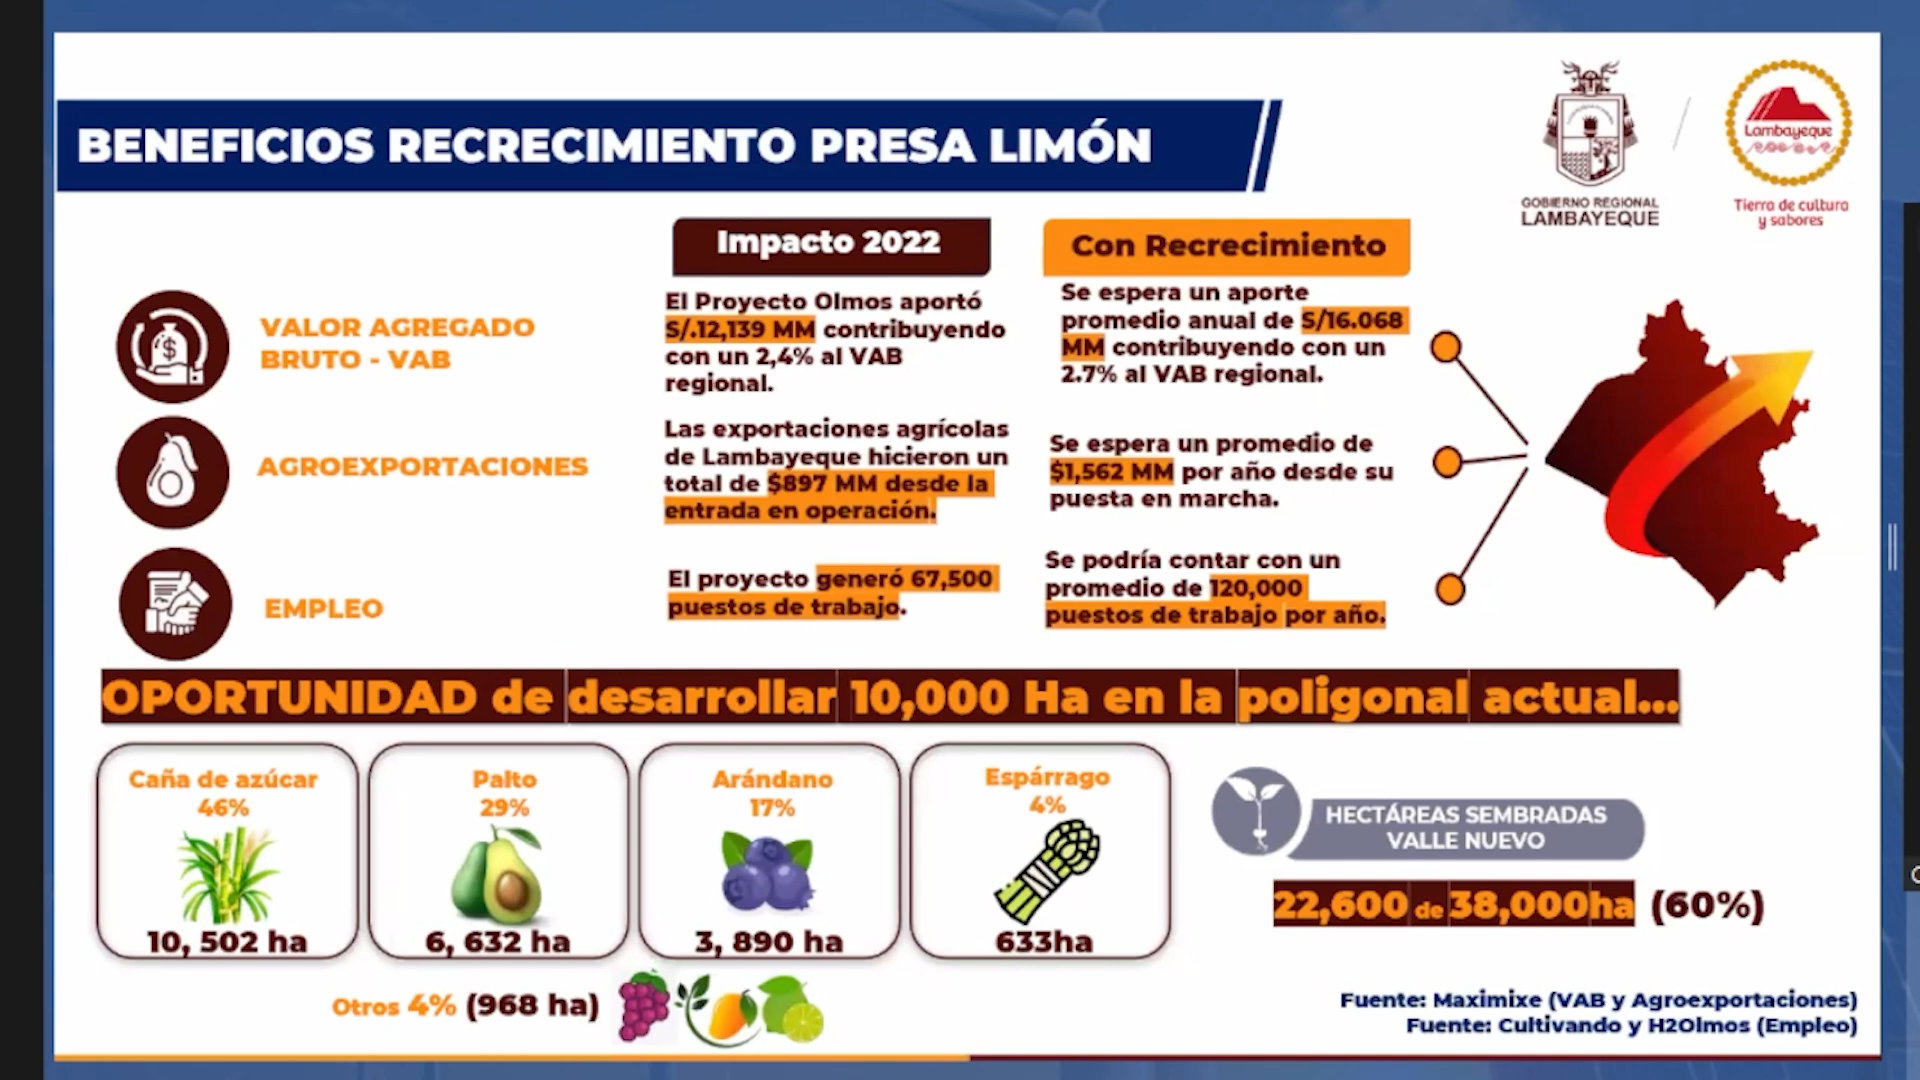 BENEFICIOS RECRECIMIENTO PRESA LIMÓN
GOBIERNO REGIONAL
LAMBAYEQUE
Lambayeque
Tierra de cultura
y sabores
Impacto 2022
Con Recrecimiento
VALOR AGREGADO
BRUTO - VAB
El Proyecto Olmos aportó
S/.12,139 MM contribuyendo
con un 2,4% al VAB
regional.
Se espera un aporte
promedio anual de S/16.068
MM contribuyendo con un
2.7% al VAB regional.
AGROEXPORTACIONES
Las exportaciones agrícolas
de Lambayeque hicieron un
total de $897 MM desde la
entrada en operación.
Se espera un promedio de
$1,562 MM por año desde su
puesta en marcha.
EMPLEO
El proyecto generó 67,500
puestos de trabajo.
Se podría contar con un
promedio de 120,000
puestos de trabajo por año.
OPORTUNIDAD de desarrollar 10,000 Ha en la poligonal actual...
Caña de azúcar
46%
10, 502 ha
Palto
29%
6, 632 ha
Arándano
17%
3, 890 ha
Espárrago
4%
633ha
HECTÁREAS SEMBRADAS
VALLE NUEVO
22,600 de 38,000ha (60%)
Otros 4% (968 ha)
Fuente: Maximixe (VAB y Agroexportaciones)
Fuente: Cultivando y H2Olmos (Empleo)